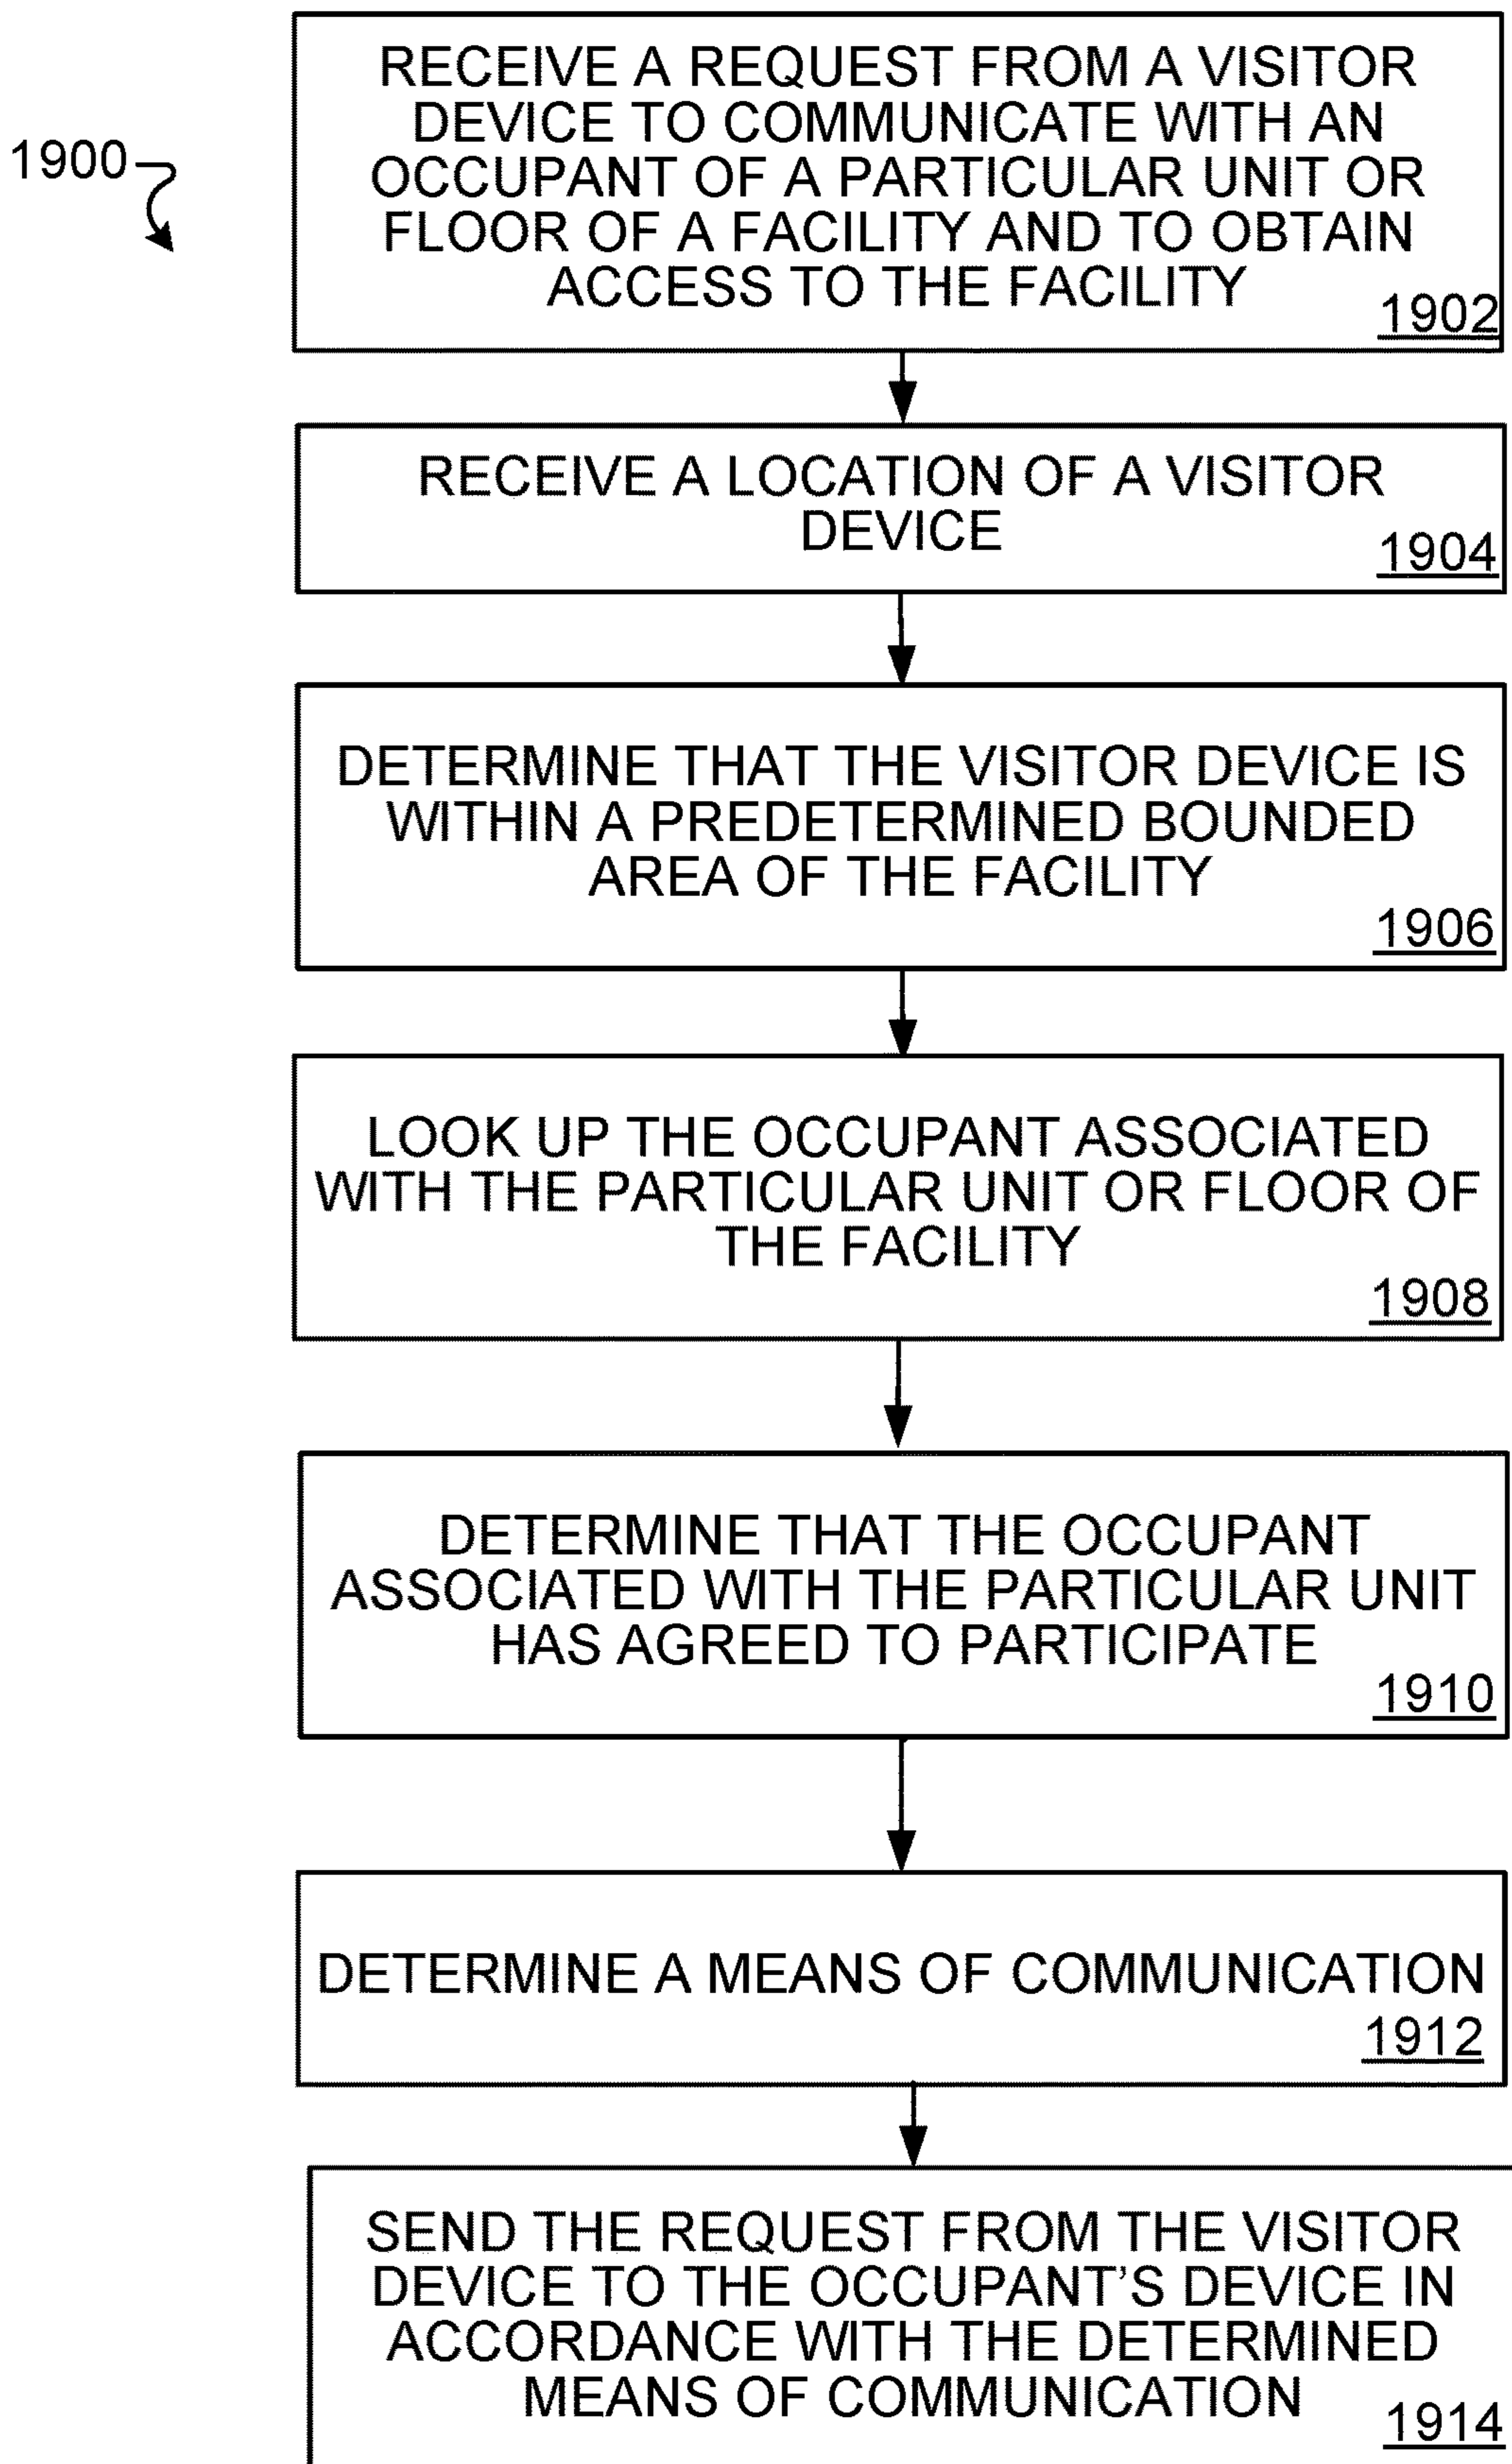 RECEIVE A REQUEST FROM A VISITOR
DEVICE TO COMMUNICATE WITH AN
1900
OCCUPANT OF A PARTICULAR UNIT OR
FLOOR OF A FACILITY AND TO OBTAIN
ACCESS TO THE FACILITY
1902
RECEIVE A LOCATION OF A VISITOR
DEVICE
1904
DETERMINE THAT THE VISITOR DEVICE IS
WITHIN A PREDETERMINED BOUNDED
AREA OF THE FACILITY
1906
LOOK UP THE OCCUPANT ASSOCIATED
WITH THE PARTICULAR UNIT OR FLOOR OF
THE FACILITY
1908
DETERMINE THAT THE OCCUPANT
ASSOCIATED WITH THE PARTICULAR UNIT
HAS AGREED TO PARTICIPATE
1910
DETERMINE A MEANS OF COMMUNICATION
1912
SEND THE REQUEST FROM THE VISITOR
DEVICE TO THE OCCUPANT’S DEVICE IN
ACCORDANCE WITH THE DETERMINED
MEANS OF COMMUNICATION
1914